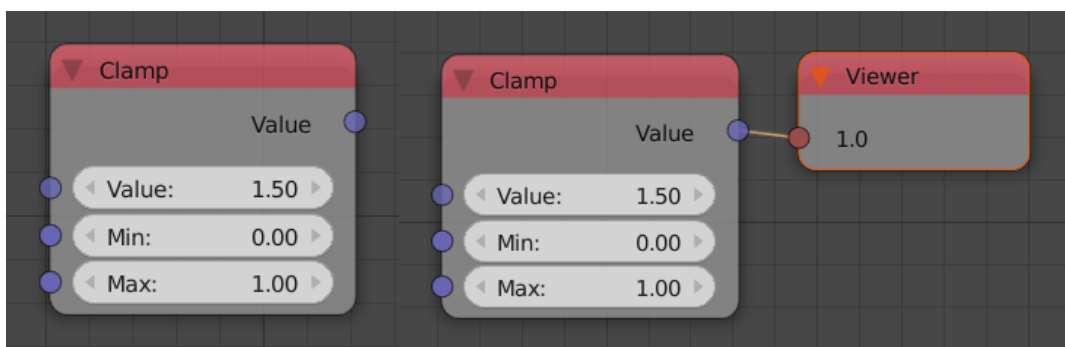 Clamp
Value
Value: 1.50
Min: 0.00
Max: 1.00
Clamp
Value
Value: 1.50
Min: 0.00
Max: 1.00
Viewer
1.0